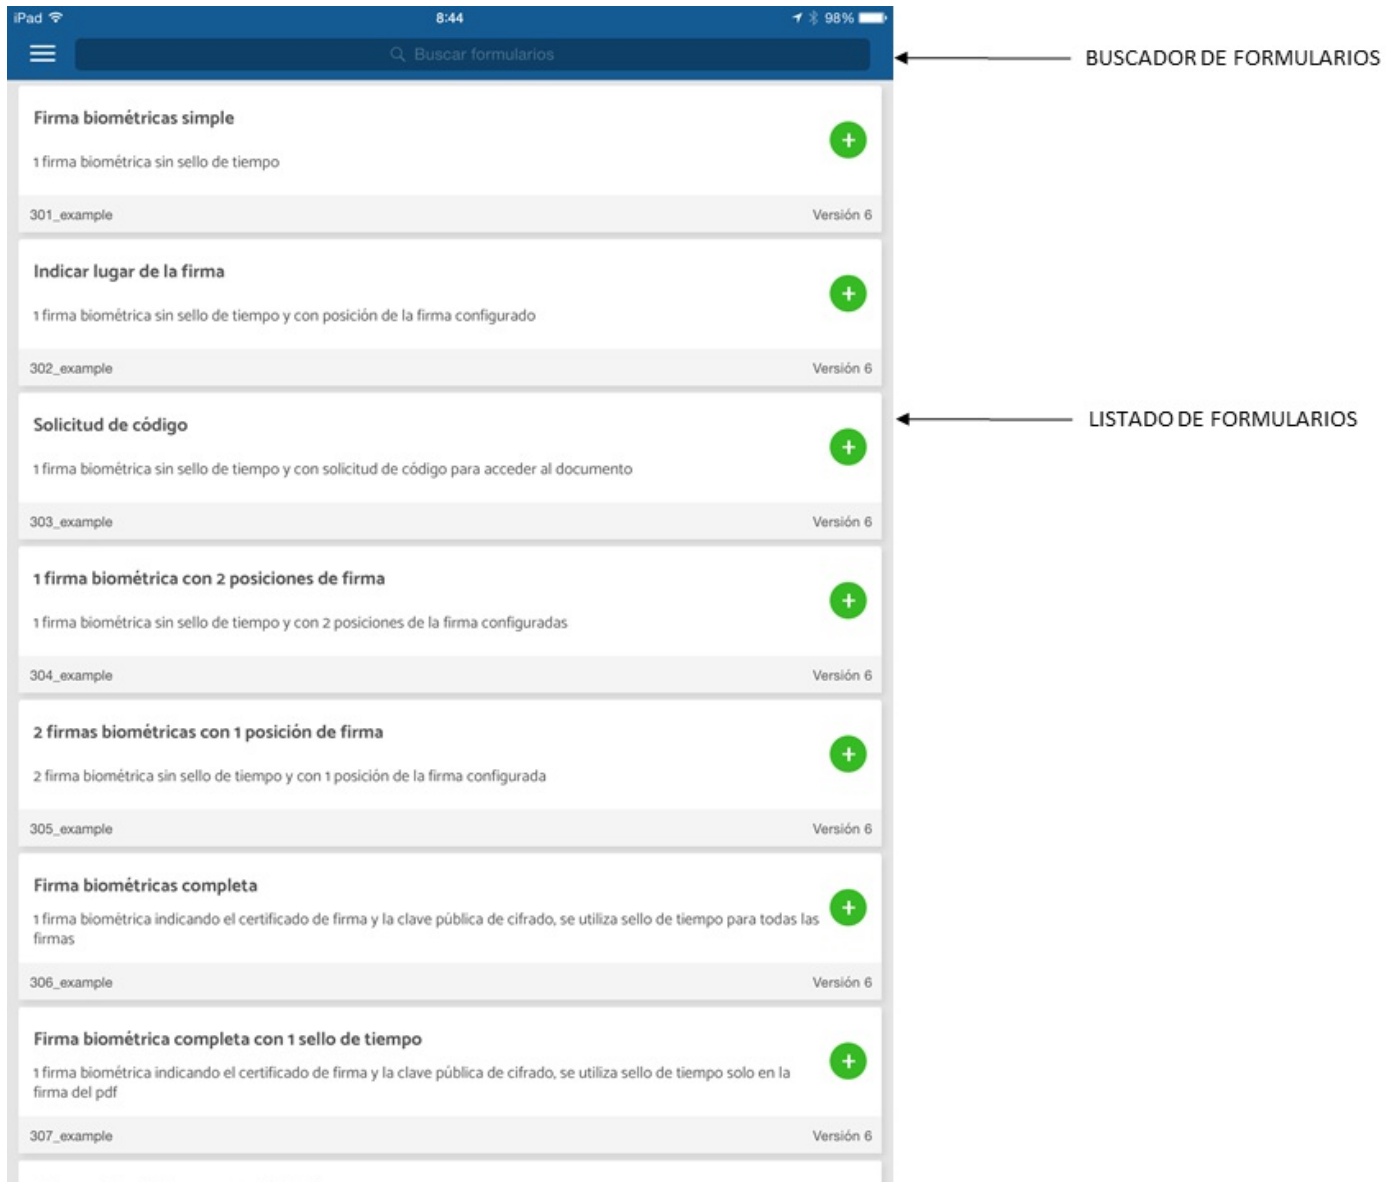 iPad 8:44 98%
Buscar formularios
BUSCADOR DE FORMULARIOS
Firma biométricas simple
1 firma biométrica sin sello de tiempo
301_example Versión 6
Indicar lugar de la firma
1 firma biométrica sin sello de tiempo y con posición de la firma configurado
302_example Versión 6
Solicitud de código
LISTADO DE FORMULARIOS
1 firma biométrica sin sello de tiempo y con solicitud de código para acceder al documento
303_example Versión 6
1 firma biométrica con 2 posiciones de firma
1 firma biométrica sin sello de tiempo y con 2 posiciones de la firma configuradas
304_example Versión 6
2 firmas biométricas con 1 posición de firma
2 firma biométrica sin sello de tiempo y con 1 posición de la firma configurada
305_example Versión 6
Firma biométricas completa
1 firma biométrica indicando el certificado de firma y la clave pública de cifrado, se utiliza sello de tiempo para todas las
firmas
306_example Versión 6
Firma biométrica completa con 1 sello de tiempo
1 firma biométrica indicando el certificado de firma y la clave pública de cifrado, se utiliza sello de tiempo solo en la
firma del pdf
307_example Versión 6